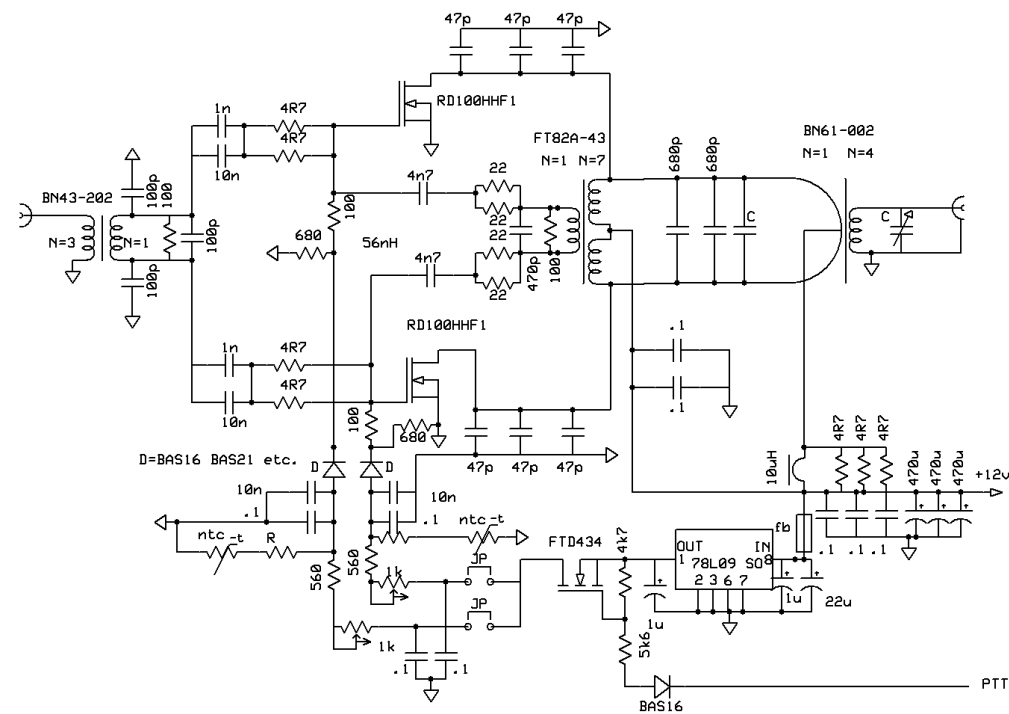 47p 47p 47p
RD100HHF1
1n
4R7
4R7
10n
FT82A-43
N=1 N=7
680p
680p
BN61-002
N=1 N=4
BN43-202
100p
100
N=3
N=1
100p
100p
4n7
22
22
22
22
100
680
56nH
4n7
470p
100
C
C
RD100HHF1
1n
4R7
4R7
10n
.1
.1
100
680
47p 47p 47p
D=BAS16 BAS21 etc.
D
D
10n
.1
10n
.1
ntc
-t
R
ntc
-t
560
560
1k
JP
JP
1k
.1
.1
FTD434
4k7
5k6
1u
OUT
IN
1
78L09 SO8
2 3 6 7
fb
1u
22u
10uH
4R7
4R7
4R7
470u
470u
470u
+12v
.1 .1 .1
BAS16
PTT